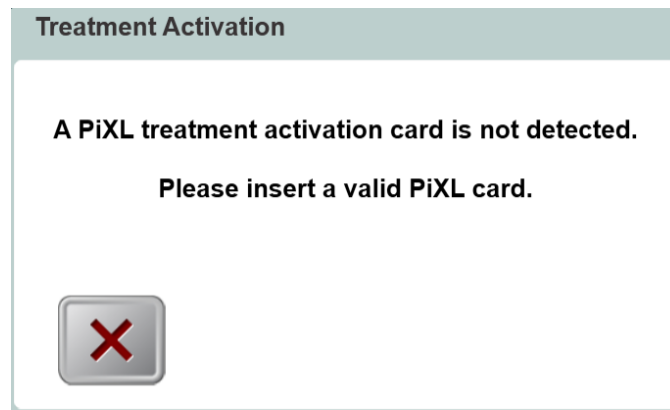 Treatment Activation
A PiXL treatment activation card is not detected.
Please insert a valid PiXL card.